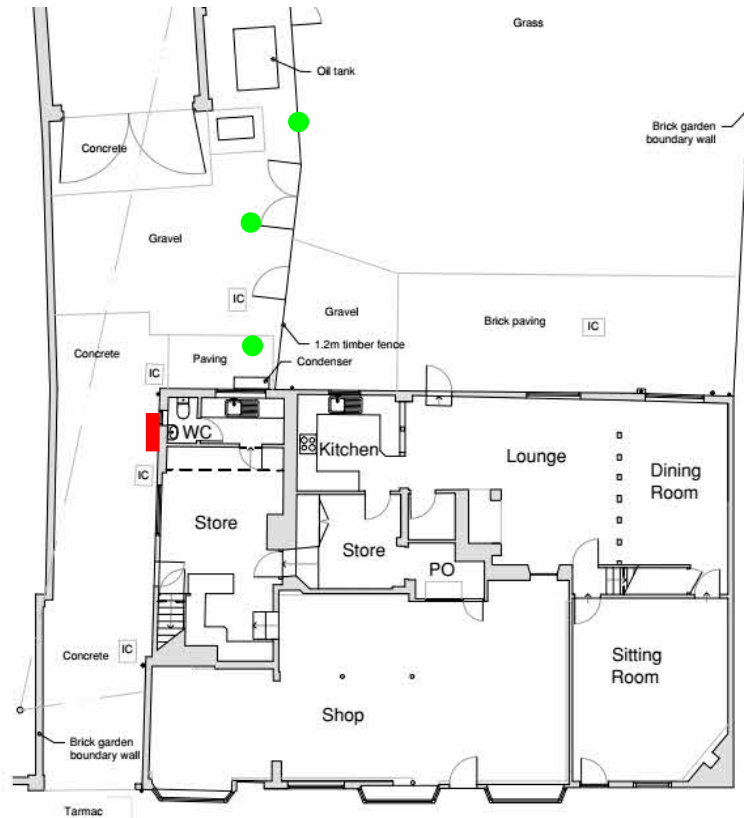 Grass
Oil tank
Brick garden
boundary wall
Concrete
Gravel
IC
Gravel
Brick paving
IC
1.2m timber fence
Concrete
Paving
Condenser
IC
WC
Kitchen
Lounge
Dining
Room
IC
Store
Store
PO
IC
Concrete
Sitting
Room
Shop
Brick garden
boundary wall
Tarmac